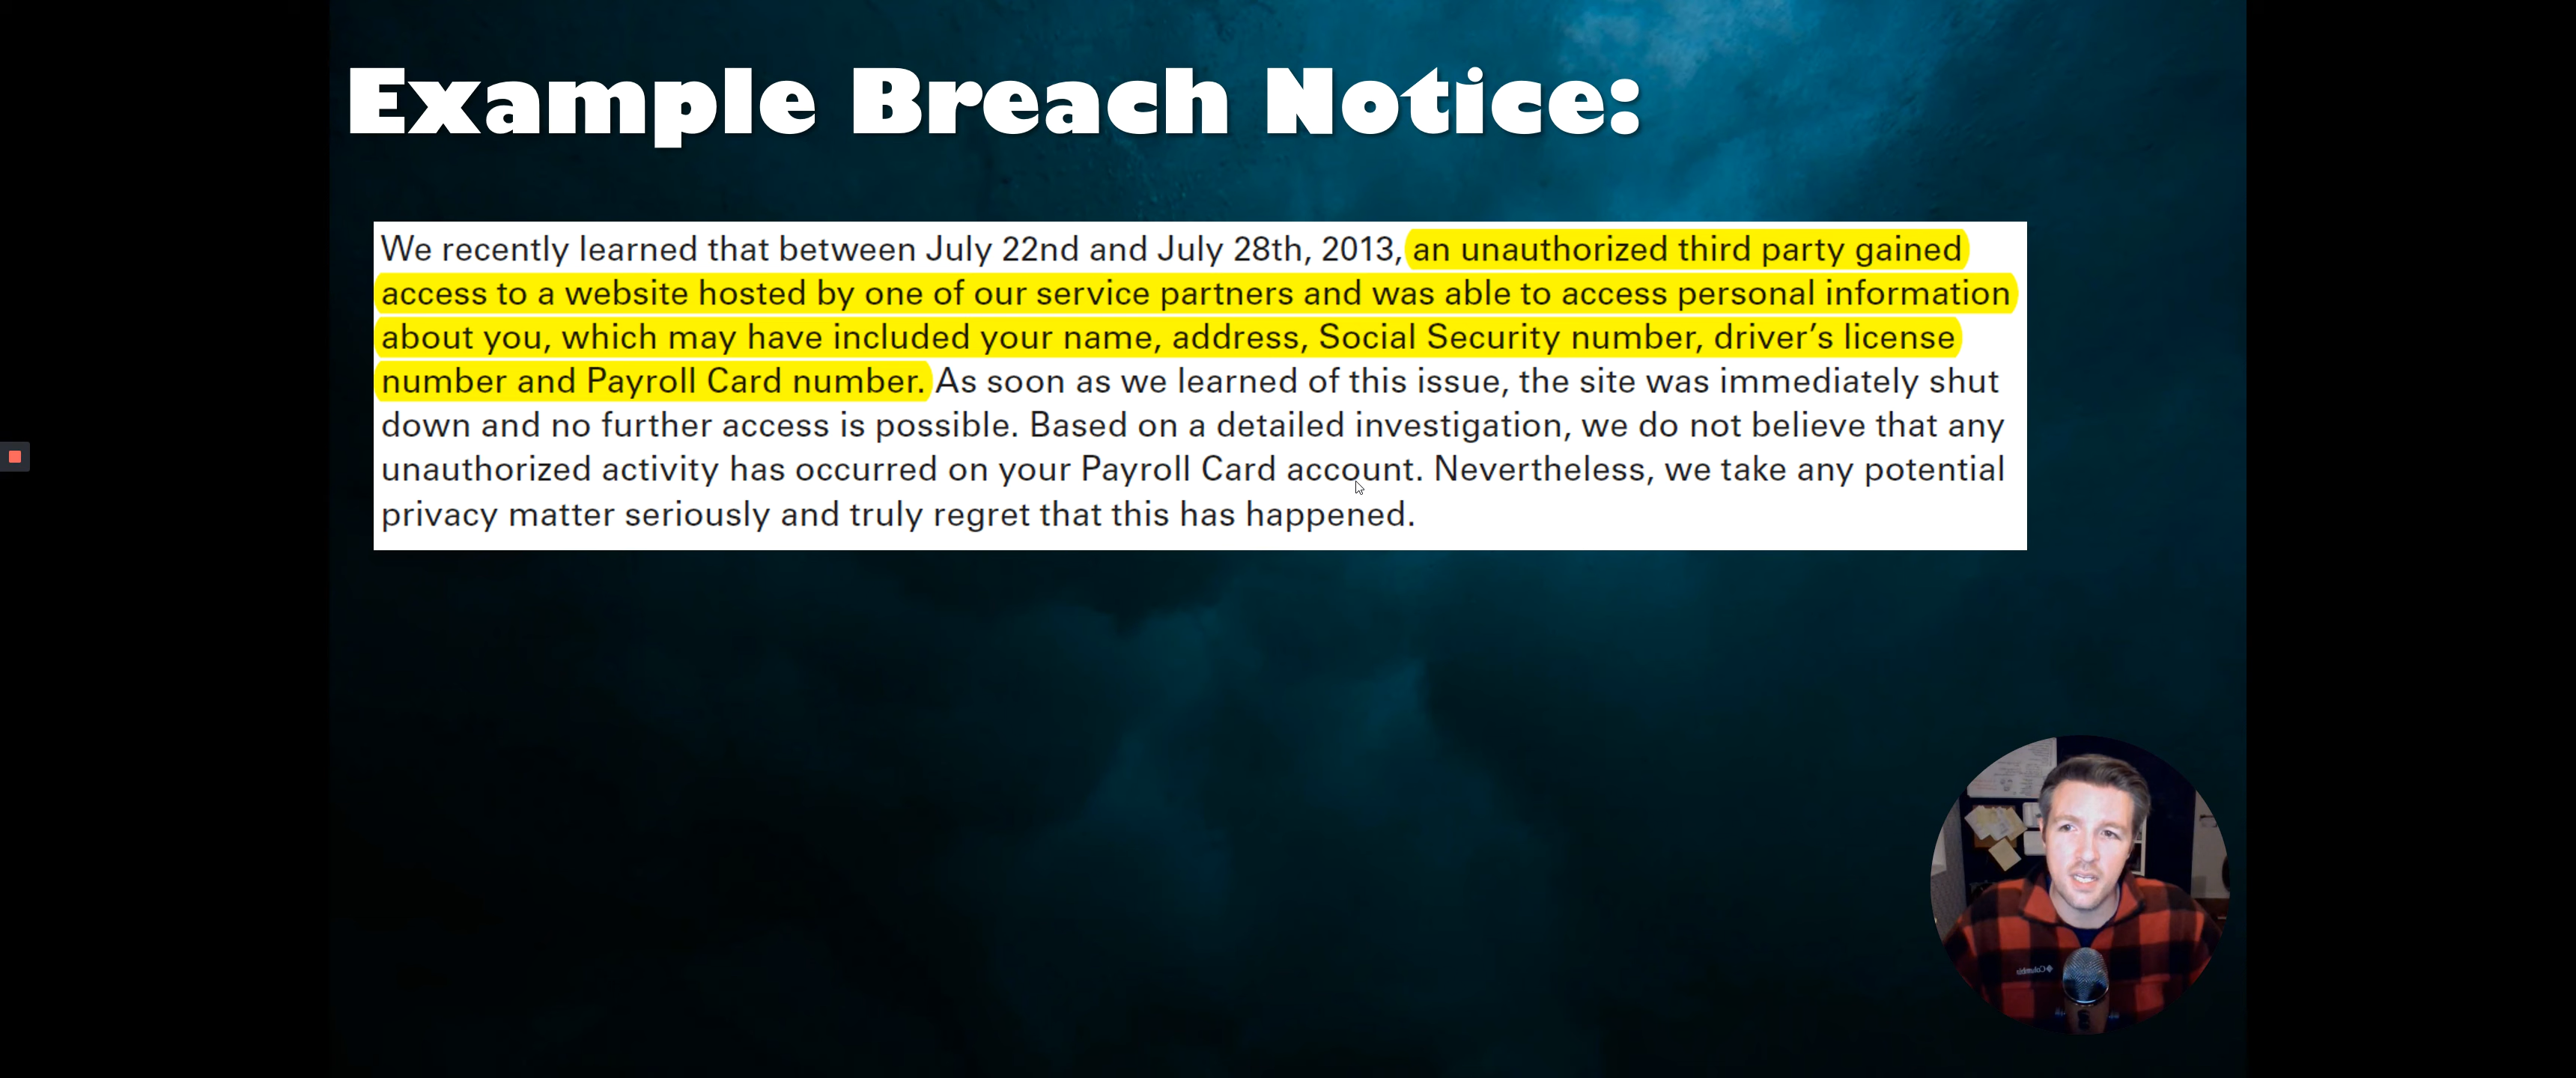 Example Breach Notice:
We recently learned that between July 22nd and July 28th, 2013, an unauthorized third party gained
access to a website hosted by one of our service partners and was able to access personal information
about you, which may have included your name, address, Social Security number, driver's license
number and Payroll Card number. As soon as we learned of this issue, the site was immediately shut
down and no further access is possible. Based on a detailed investigation, we do not believe that any
unauthorized activity has occurred on your Payroll Card account. Nevertheless, we take any potential
privacy matter seriously and truly regret that this has happened.
Columbia